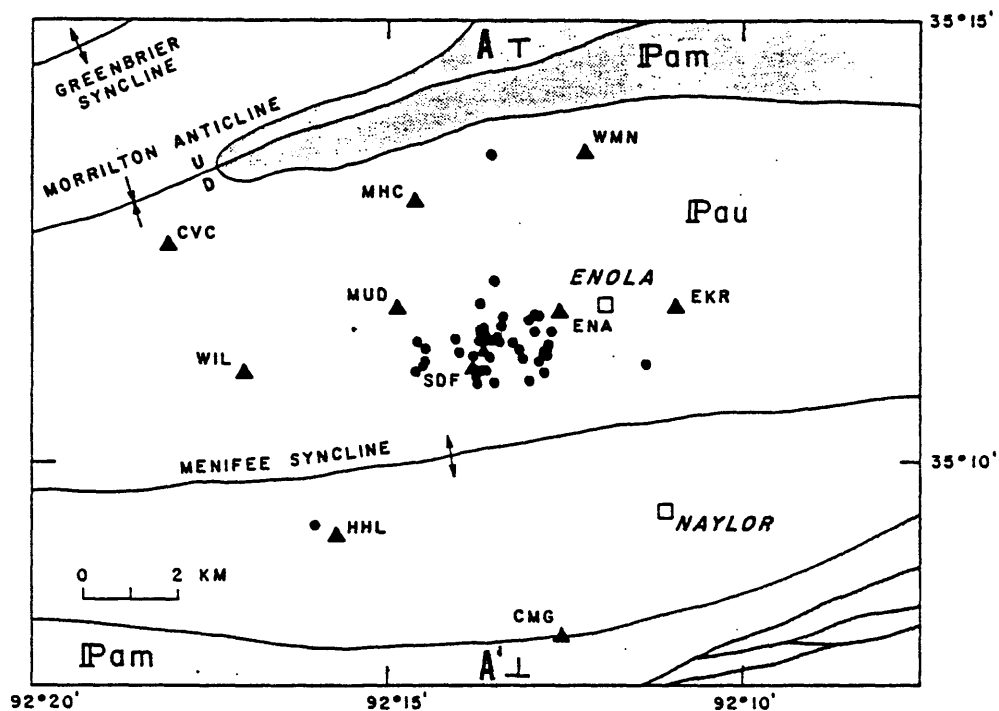 35°15'
GREENBRIER
SYNCLINE
A
ℙam
MORRILTON ANTICLINE
U
D
WMN
MHC
ℙau
CVC
ENOLA
MUD
EKR
ENA
WIL
SDF
MENIFEE SYNCLINE
35°10'
NAYLOR
HHL
0 2 KM
CMG
ℙam
A'
92°20' 92°15' 92°10'